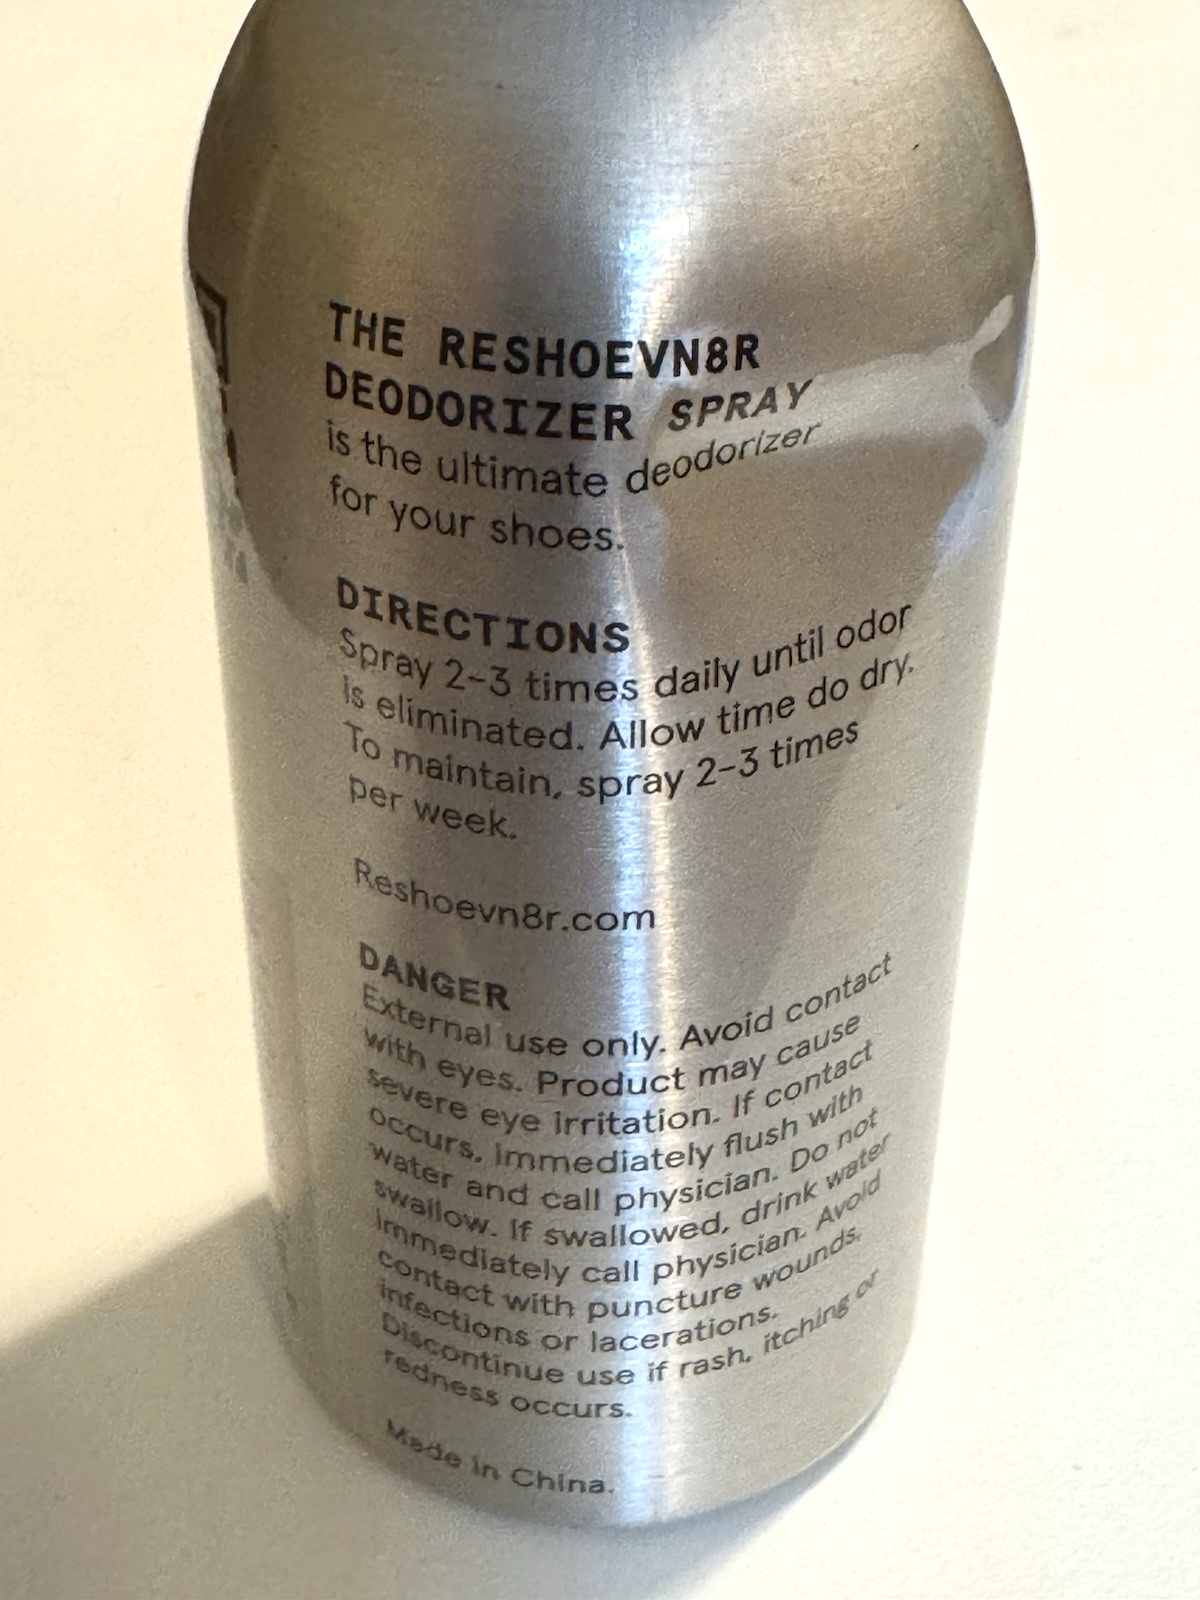 THE RESHOEVN8R
DEODORIZER SPRAY
is the ultimate deodorizer
for your shoes.
DIRECTIONS
Spray 2-3 times daily until odor
is eliminated. Allow time do dry.
To maintain, spray 2-3 times
per week.
Reshoevn8r.com
DANGER
External use only. Avoid contact
with eyes. Product may cause
severe eye irritation. If contact
occurs, immediately flush with
water and call physician. Do not
swallow. If swallowed, drink water
immediately call physician. Avoid
contact with puncture wounds,
infections or lacerations.
Discontinue use if rash, itching or
redness occurs.
Made in China.